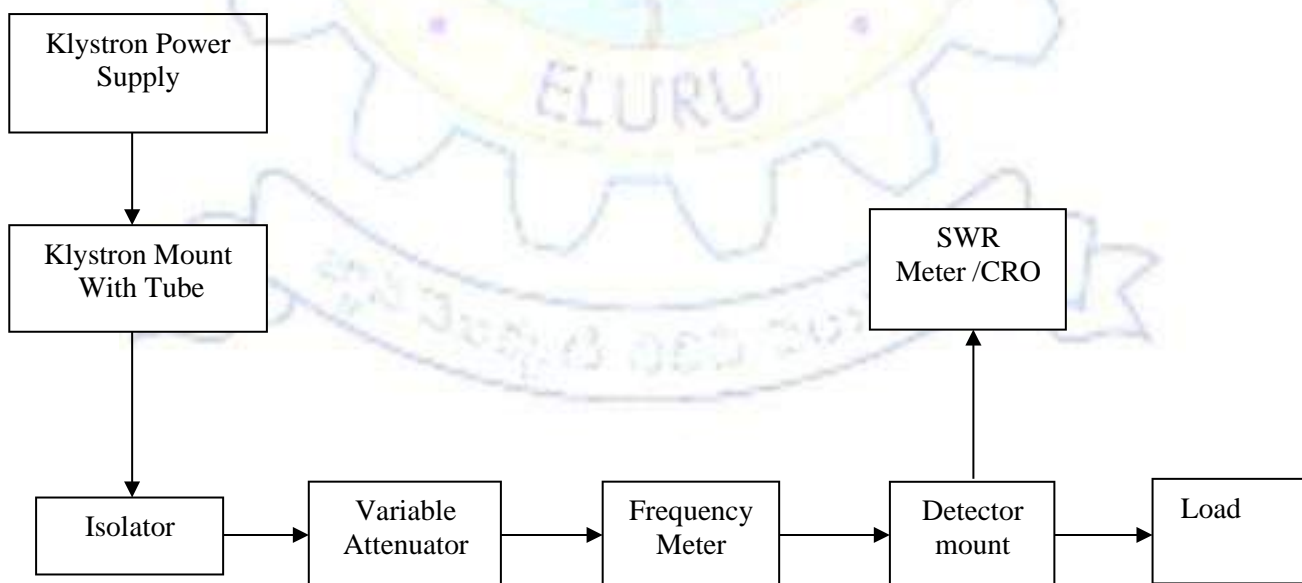 Klystron Power
Supply
ELURU
Klystron Mount
With Tube
SWR
Meter /CRO
Isolator
Variable
Attenuator
Frequency
Meter
Detector
mount
Load